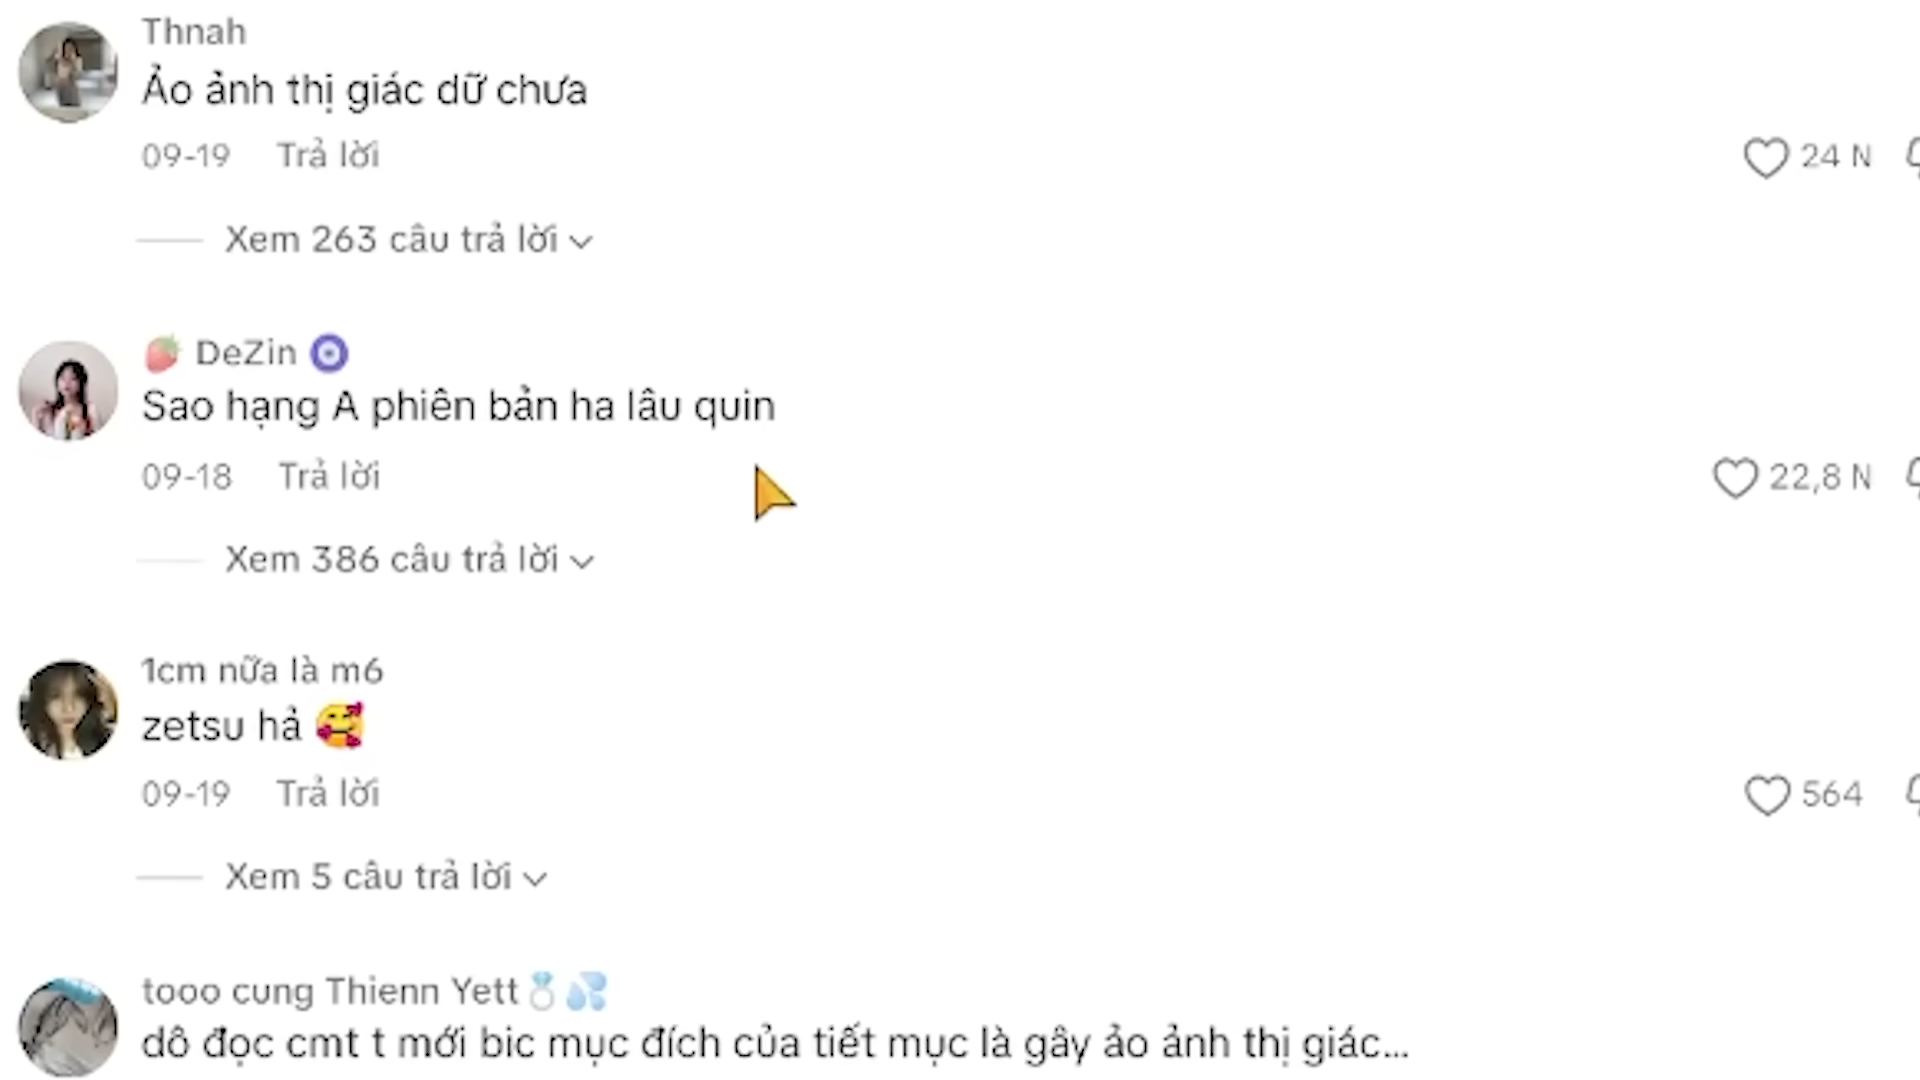 Thnah
Ảo ảnh thị giác dữ chưa
09-19 Trả lời
24 N
Xem 263 câu trả lời
🍓 DeZin 🧿
Sao hạng A phiên bản ha lâu quin
09-18 Trả lời
22,8 N
Xem 386 câu trả lời
1cm nữa là m6
zetsu hả 🥰
09-19 Trả lời
564
Xem 5 câu trả lời
tooo cung Thienn Yett💍💦
dô đọc cmt t mới bic mục đích của tiết mục là gây ảo ảnh thị giác...